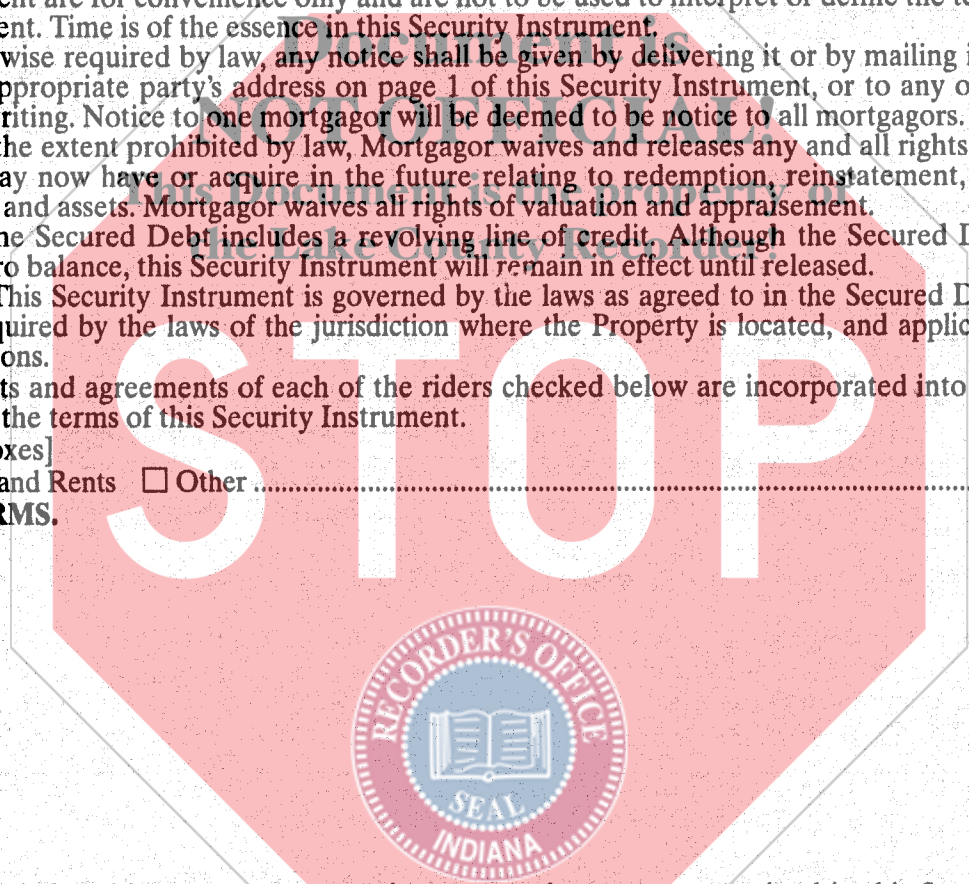 ent are for convenience only and are not to be used to interpret or define the te
ent. Time is of the essence in this Security Instrument.
wise required by law, any notice shall be given by delivering it or by mailing i
ppropriate party's address on page 1 of this Security Instrument, or to any o
riting. Notice to one mortgagor will be deemed to be notice to all mortgagors.
he extent prohibited by law, Mortgagor waives and releases any and all rights
ay now have or acquire in the future relating to redemption, reinstatement,
and assets. Mortgagor waives all rights of valuation and appraisement.
he Secured Debt includes a revolving line of credit. Although the Secured D
ro balance, this Security Instrument will remain in effect until released.
This Security Instrument is governed by the laws as agreed to in the Secured D
quired by the laws of the jurisdiction where the Property is located, and applic
ons.
ts and agreements of each of the riders checked below are incorporated into
the terms of this Security Instrument.
oxes]
and Rents ☐ Other
RMS.
Document is
NOT OFFICIAL!
This Document is the property of
the Lake County Recorder!
STOP
RECORDER'S OFFICE
SEAL
INDIANA